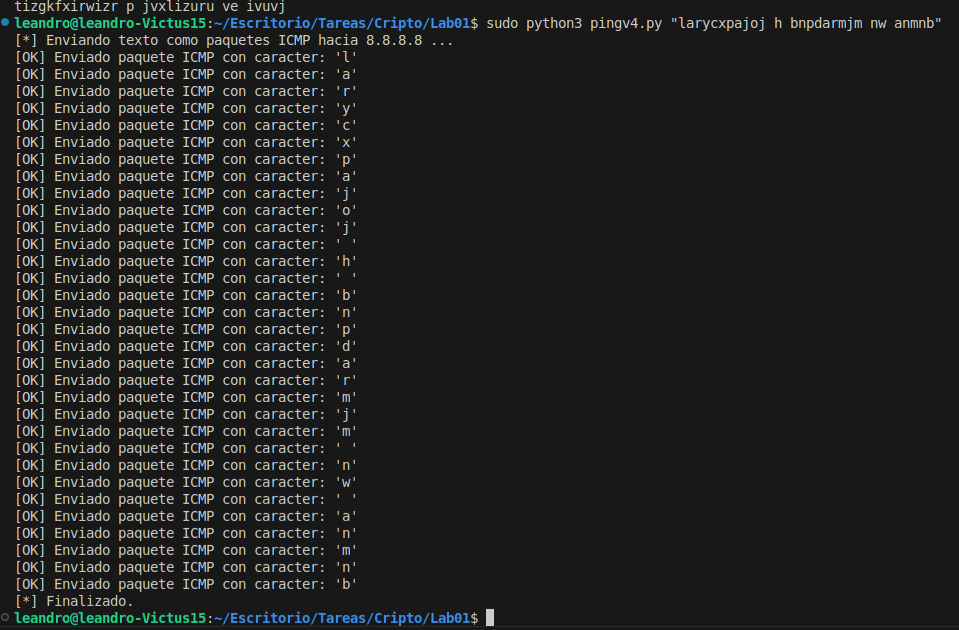 tizgkfxirwizr p jvxlizuru ve ivuvj
leandro@leandro-Victus15:~/Escritorio/Tareas/Cripto/Lab01$ sudo python3 pingv4.py "larycxpajoj h bnpdarmjm nw anmnb"
[*] Enviando texto como paquetes ICMP hacia 8.8.8.8 ...
[OK] Enviado paquete ICMP con caracter: 'l'
[OK] Enviado paquete ICMP con caracter: 'a'
[OK] Enviado paquete ICMP con caracter: 'r'
[OK] Enviado paquete ICMP con caracter: 'y'
[OK] Enviado paquete ICMP con caracter: 'c'
[OK] Enviado paquete ICMP con caracter: 'x'
[OK] Enviado paquete ICMP con caracter: 'p'
[OK] Enviado paquete ICMP con caracter: 'a'
[OK] Enviado paquete ICMP con caracter: 'j'
[OK] Enviado paquete ICMP con caracter: 'o'
[OK] Enviado paquete ICMP con caracter: 'j'
[OK] Enviado paquete ICMP con caracter: ' '
[OK] Enviado paquete ICMP con caracter: 'h'
[OK] Enviado paquete ICMP con caracter: ' '
[OK] Enviado paquete ICMP con caracter: 'b'
[OK] Enviado paquete ICMP con caracter: 'n'
[OK] Enviado paquete ICMP con caracter: 'p'
[OK] Enviado paquete ICMP con caracter: 'd'
[OK] Enviado paquete ICMP con caracter: 'a'
[OK] Enviado paquete ICMP con caracter: 'r'
[OK] Enviado paquete ICMP con caracter: 'm'
[OK] Enviado paquete ICMP con caracter: 'j'
[OK] Enviado paquete ICMP con caracter: 'm'
[OK] Enviado paquete ICMP con caracter: ' '
[OK] Enviado paquete ICMP con caracter: 'n'
[OK] Enviado paquete ICMP con caracter: 'w'
[OK] Enviado paquete ICMP con caracter: ' '
[OK] Enviado paquete ICMP con caracter: 'a'
[OK] Enviado paquete ICMP con caracter: 'n'
[OK] Enviado paquete ICMP con caracter: 'm'
[OK] Enviado paquete ICMP con caracter: 'n'
[OK] Enviado paquete ICMP con caracter: 'b'
[*] Finalizado.
leandro@leandro-Victus15:~/Escritorio/Tareas/Cripto/Lab01$